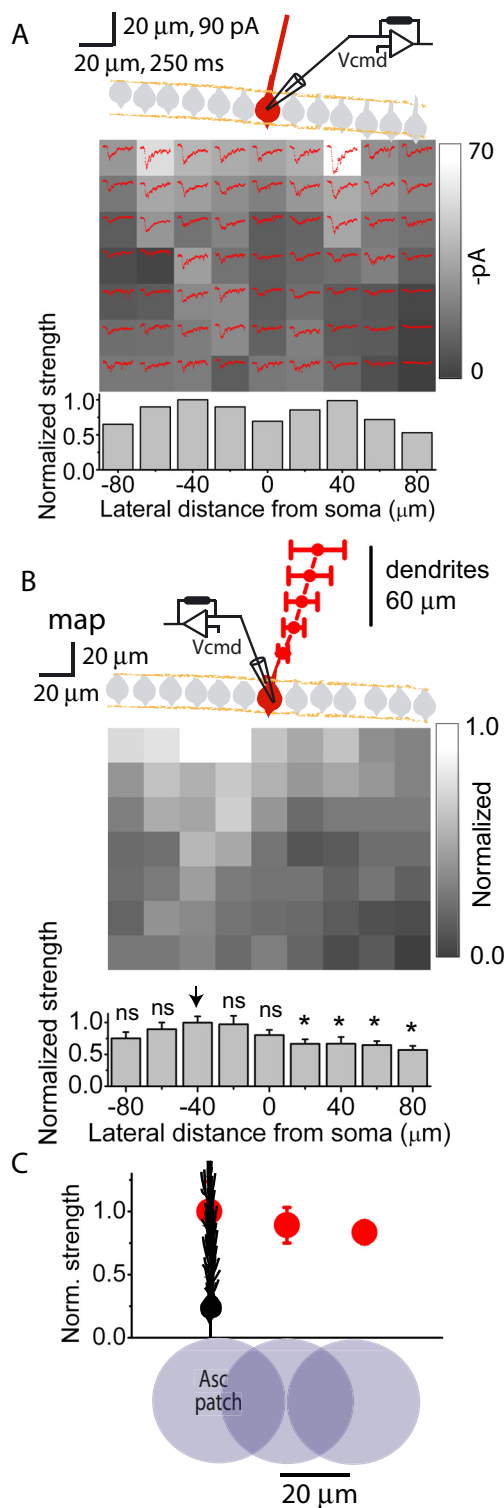 A
20 μm, 90 pA
20 μm, 250 ms
Vcmd
70
-pA
0
Normalized strength
1.0
0.5
0.0
-80 -40 0 40 80
Lateral distance from soma (μm)
B
dendrites
60 μm
map
20 μm
20 μm
Vcmd
1.0
Normalized
0.0
Normalized strength
1.0
0.5
0.0
ns ns ns ns * * * *
-80 -40 0 40 80
Lateral distance from soma (μm)
C
Norm. strength
1.0
0.5
0.0
Asc
patch
20 μm